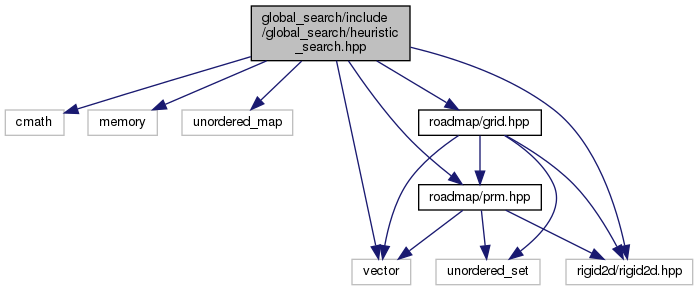 global_search/include
/global_search/heuristic
_search.hpp
cmath
memory
unordered_map
roadmap/grid.hpp
roadmap/prm.hpp
vector
unordered_set
rigid2d/rigid2d.hpp